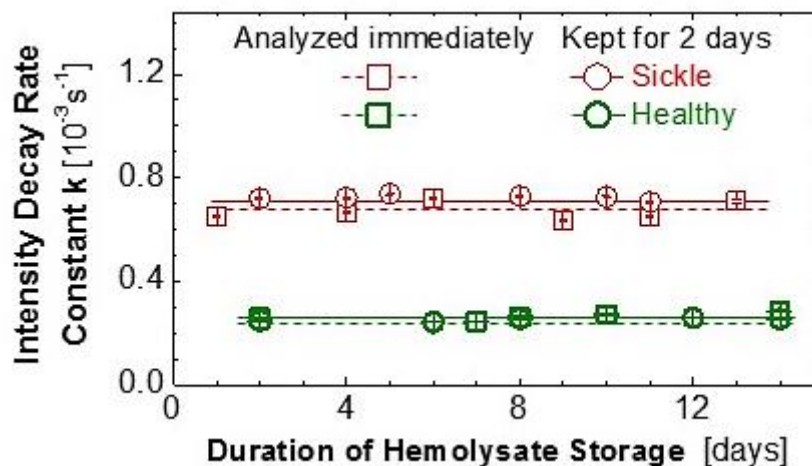 Analyzed immediately Kept for 2 days
Sickle
Healthy
Intensity Decay Rate
Constant k [10⁻³s⁻¹]
1.2
0.8
0.4
0.0
0 4 8 12
Duration of Hemolysate Storage [days]